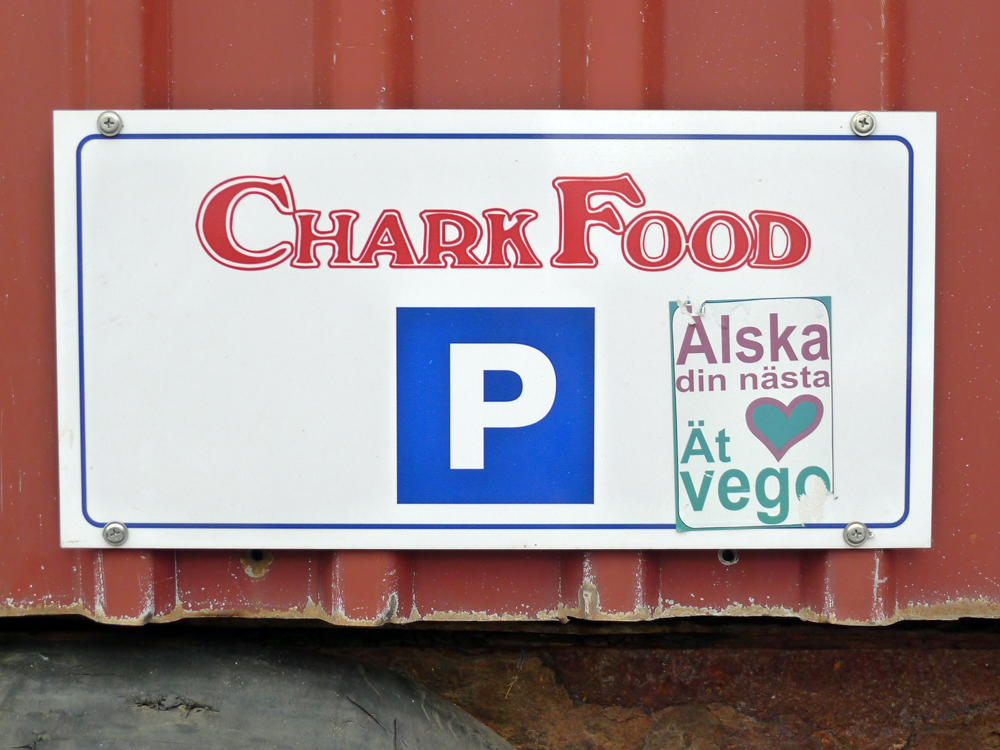 CHARK FOOD
P
Älska
din nästa
Ät
vego